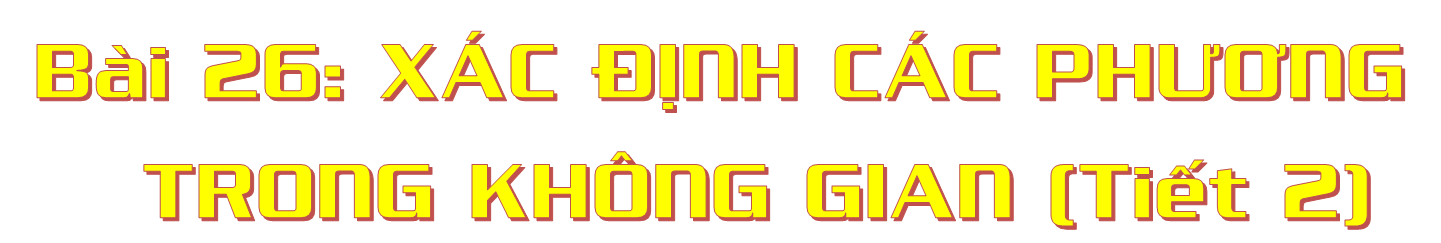 Bài 26: XÁC ĐỊNH CÁC PHƯƠNG
TRONG KHÔNG GIAN (Tiết 2)